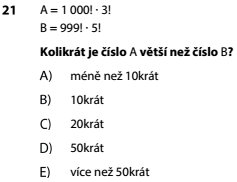 21 A = 1 000! · 3!
B = 999! · 5!
Kolikrát je číslo A větší než číslo B?
A) méně než 10krát
B) 10krát
C) 20krát
D) 50krát
E) více než 50krát